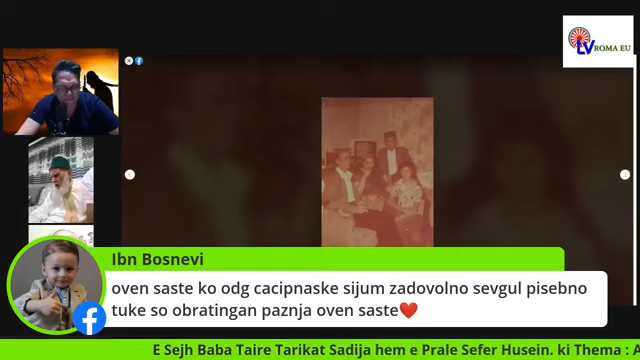 TV ROMA EU
Ibn Bosnevi
oven saste ko odg cacipnaske sijum zadovolno sevgul pisebno
tuke so obratingan paznja oven saste❤️
E Sejh Baba Taire Tarikat Sadija hem e Prale Sefer Husein. ki Thema : A